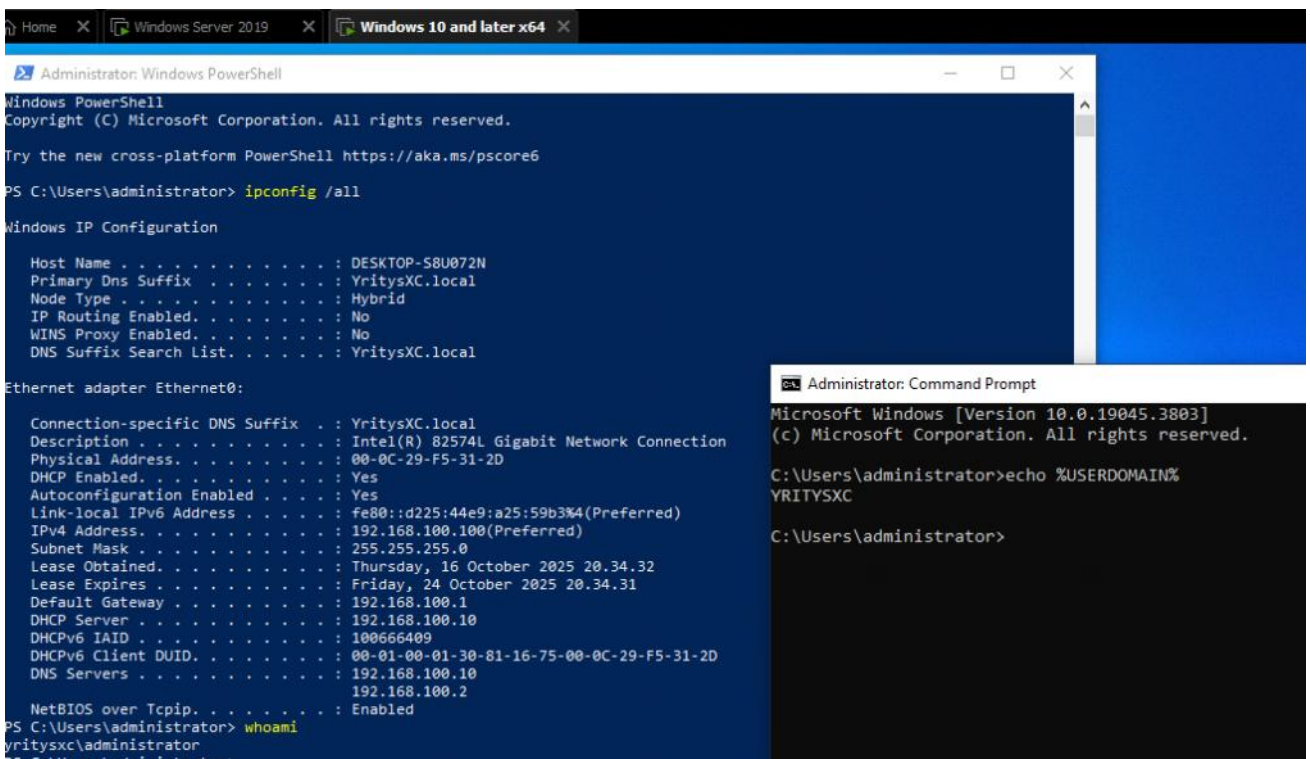 Home
Windows Server 2019
Windows 10 and later x64
Administrator: Windows PowerShell
Windows PowerShell
Copyright (C) Microsoft Corporation. All rights reserved.
Try the new cross-platform PowerShell https://aka.ms/pscore6
PS C:\Users\administrator> ipconfig /all
Windows IP Configuration
Host Name . . . . . . . . . . . . : DESKTOP-S8U072N
Primary Dns Suffix . . . . . . . : YritysXC.local
Node Type . . . . . . . . . . . . : Hybrid
IP Routing Enabled. . . . . . . . : No
WINS Proxy Enabled. . . . . . . . : No
DNS Suffix Search List. . . . . . : YritysXC.local
Ethernet adapter Ethernet0:
Connection-specific DNS Suffix . : YritysXC.local
Description . . . . . . . . . . . : Intel(R) 82574L Gigabit Network Connection
Physical Address. . . . . . . . . : 00-0C-29-F5-31-2D
DHCP Enabled. . . . . . . . . . . : Yes
Autoconfiguration Enabled . . . . : Yes
Link-local IPv6 Address . . . . . : fe80::d225:44e9:a25:59b3%4(Preferred)
IPv4 Address. . . . . . . . . . . : 192.168.100.100(Preferred)
Subnet Mask . . . . . . . . . . . : 255.255.255.0
Lease Obtained. . . . . . . . . . : Thursday, 16 October 2025 20.34.32
Lease Expires . . . . . . . . . . : Friday, 24 October 2025 20.34.31
Default Gateway . . . . . . . . . : 192.168.100.1
DHCP Server . . . . . . . . . . . : 192.168.100.10
DHCPv6 IAID . . . . . . . . . . . : 100666409
DHCPv6 Client DUID. . . . . . . . : 00-01-00-01-30-81-16-75-00-0C-29-F5-31-2D
DNS Servers . . . . . . . . . . . : 192.168.100.10
192.168.100.2
NetBIOS over Tcpip. . . . . . . . : Enabled
PS C:\Users\administrator> whoami
yritysxc\administrator
Administrator: Command Prompt
Microsoft Windows [Version 10.0.19045.3803]
(c) Microsoft Corporation. All rights reserved.
C:\Users\administrator>echo %USERDOMAIN%
YRITYSXC
C:\Users\administrator>